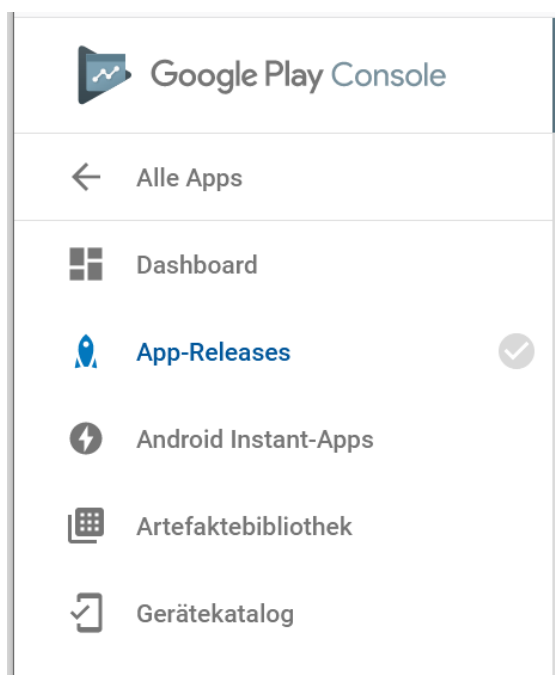 Google Play Console
Alle Apps
Dashboard
App-Releases
Android Instant-Apps
Artefaktebibliothek
Gerätekatalog